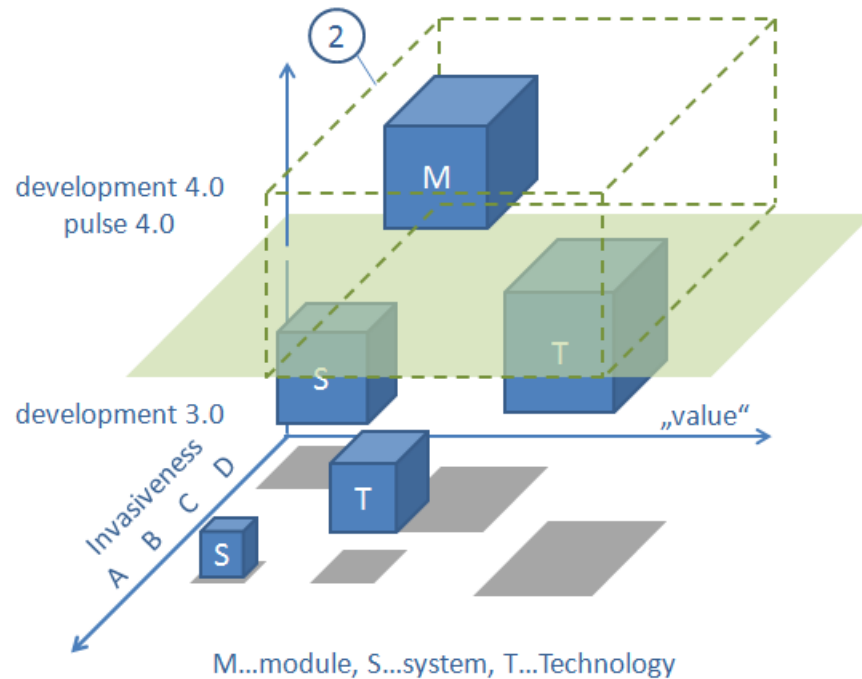 2
M
development 4.0
pulse 4.0
T
S
development 3.0
„value“
Invasiveness
A B C D
T
S
M...module, S...system, T...Technology